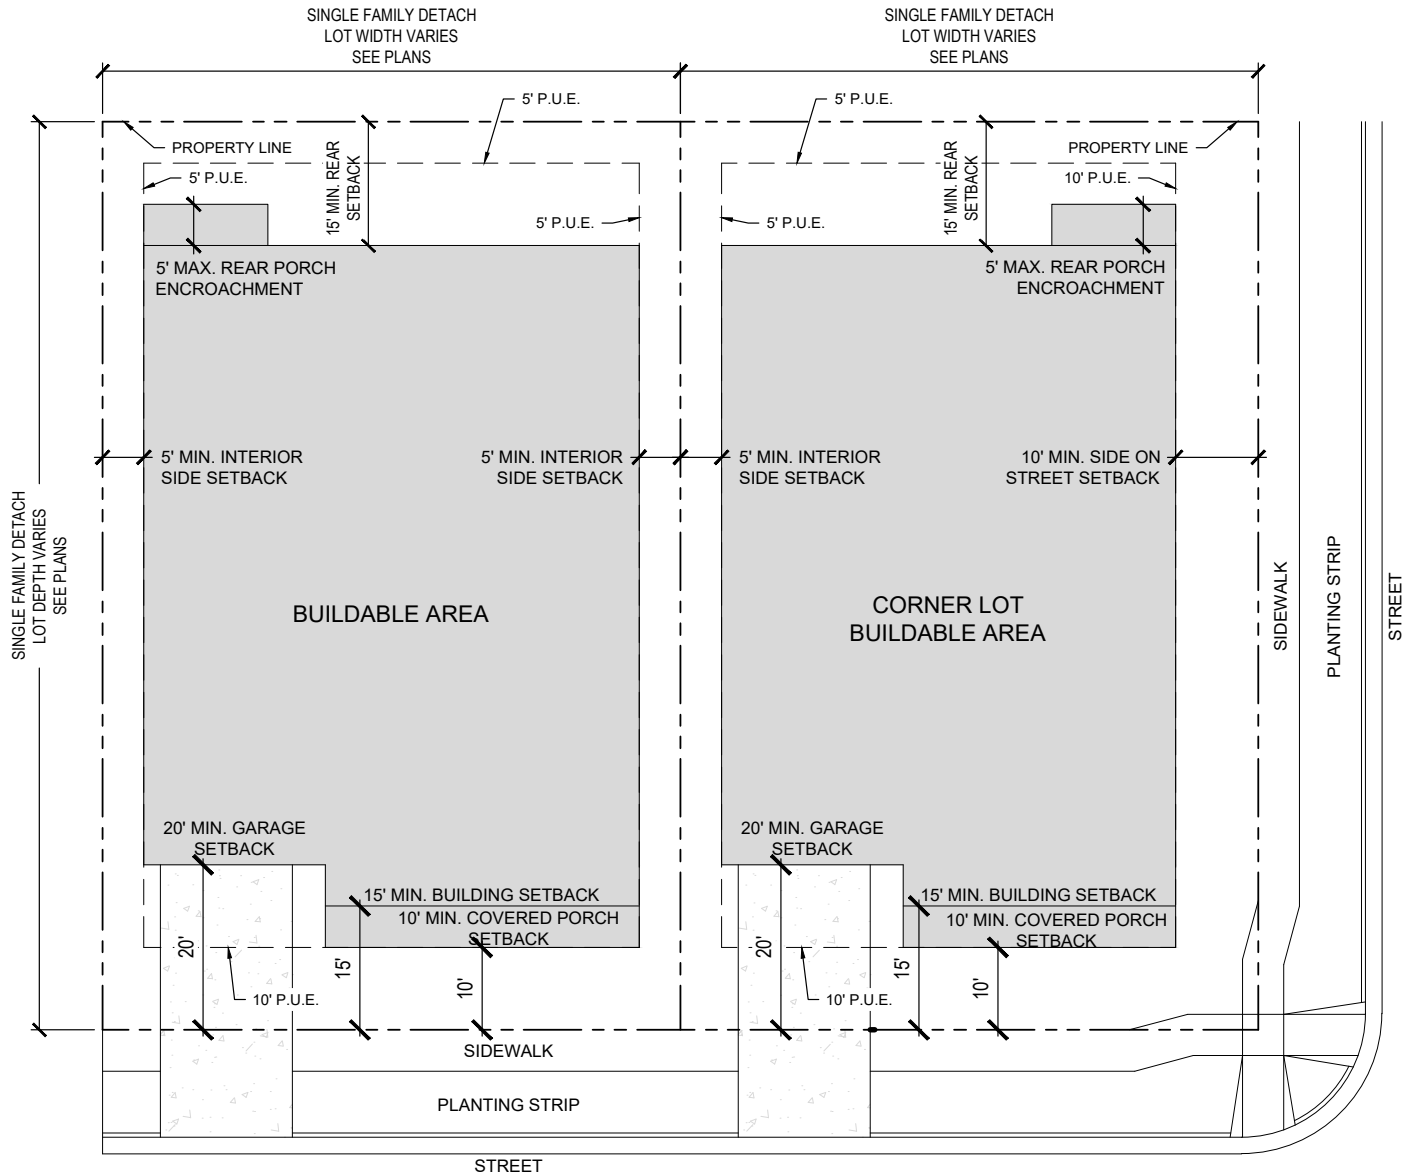 SINGLE FAMILY DETACH
LOT WIDTH VARIES
SEE PLANS
SINGLE FAMILY DETACH
LOT WIDTH VARIES
SEE PLANS
5' P.U.E.
5' P.U.E.
PROPERTY LINE
PROPERTY LINE
5' P.U.E.
10' P.U.E.
15' MIN. REAR
SETBACK
15' MIN. REAR
SETBACK
5' P.U.E.
5' P.U.E.
5' MAX. REAR PORCH
ENCROACHMENT
5' MAX. REAR PORCH
ENCROACHMENT
5' MIN. INTERIOR
SIDE SETBACK
5' MIN. INTERIOR
SIDE SETBACK
5' MIN. INTERIOR
SIDE SETBACK
10' MIN. SIDE ON
STREET SETBACK
SINGLE FAMILY DETACH
LOT DEPTH VARIES
SEE PLANS
BUILDABLE AREA
CORNER LOT
BUILDABLE AREA
SIDEWALK
PLANTING STRIP
STREET
20' MIN. GARAGE
SETBACK
20' MIN. GARAGE
SETBACK
15' MIN. BUILDING SETBACK
10' MIN. COVERED PORCH
SETBACK
15' MIN. BUILDING SETBACK
10' MIN. COVERED PORCH
SETBACK
20'
15'
10'
20'
15'
10'
10' P.U.E.
10' P.U.E.
SIDEWALK
PLANTING STRIP
STREET